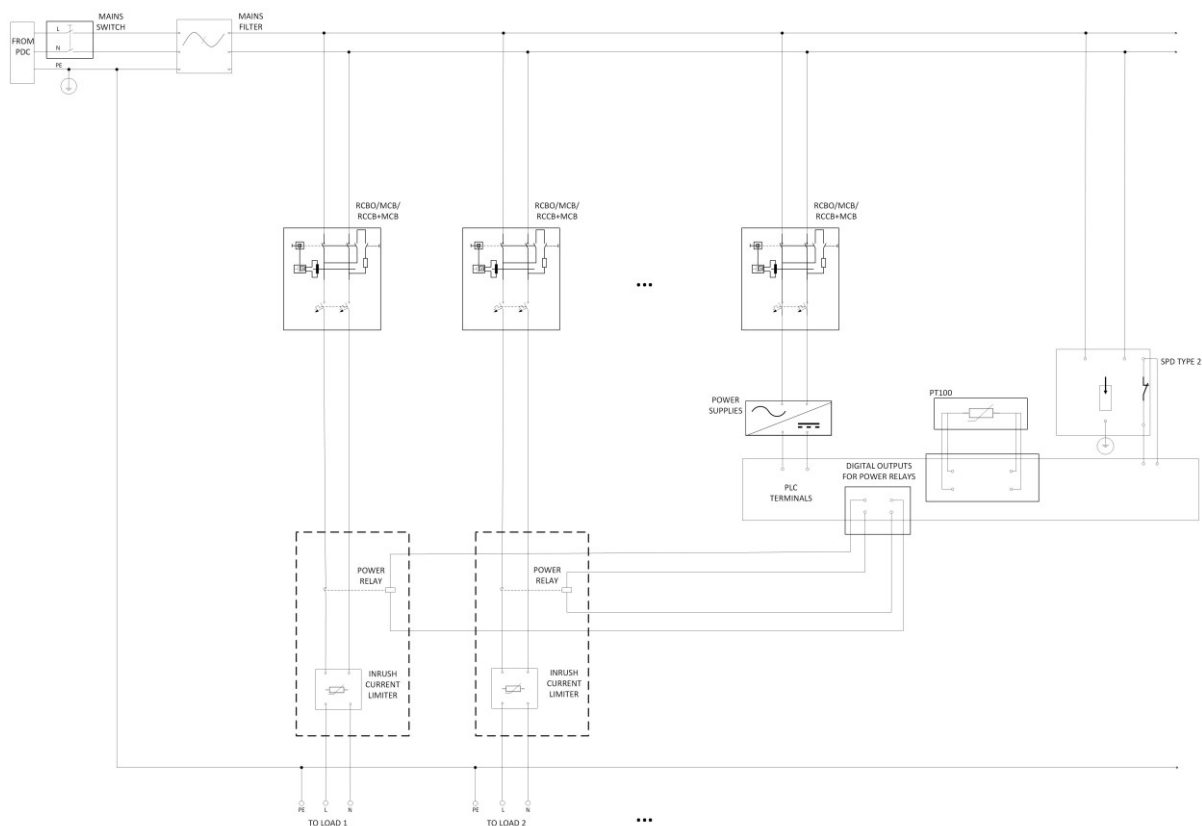 MAINS
SWITCH
MAINS
FILTER
FROM
PDC
L
N
PE
RCBO/MCB/
RCCB+MCB
RCBO/MCB/
RCCB+MCB
RCBO/MCB/
RCCB+MCB
...
SPD TYPE 2
POWER
SUPPLIES
PT100
DIGITAL OUTPUTS
FOR POWER RELAYS
PLC
TERMINALS
POWER
RELAY
POWER
RELAY
INRUSH
CURRENT
LIMITER
INRUSH
CURRENT
LIMITER
PE L N
PE L N
TO LOAD 1
TO LOAD 2
...